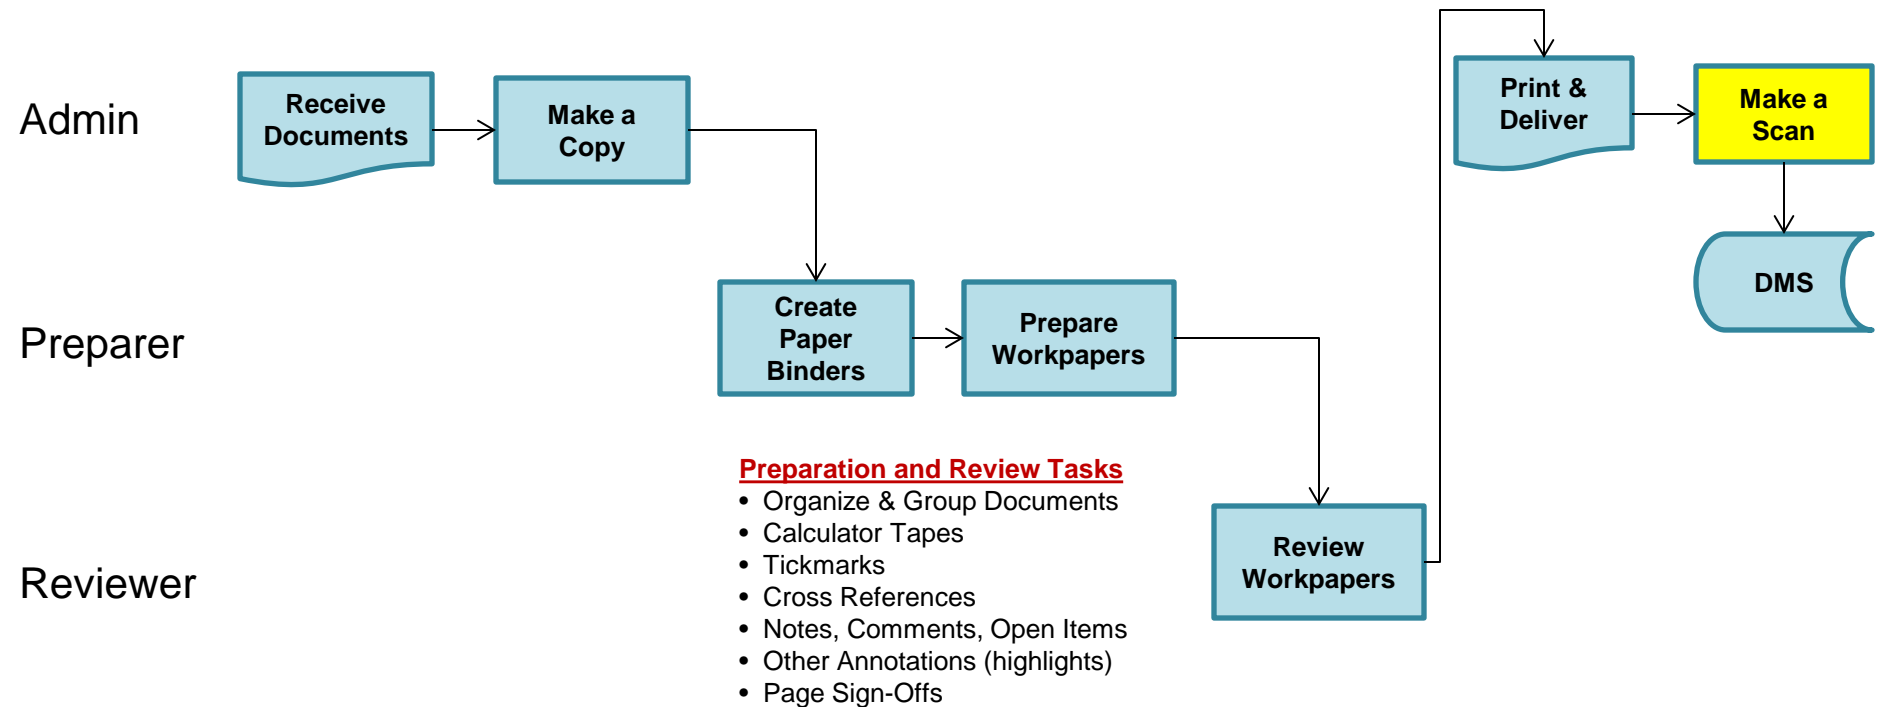 Admin
Receive
Documents
Make a
Copy
Print &
Deliver
Make a
Scan
DMS
Preparer
Create
Paper
Binders
Prepare
Workpapers
Preparation and Review Tasks
• Organize & Group Documents
• Calculator Tapes
• Tickmarks
• Cross References
• Notes, Comments, Open Items
• Other Annotations (highlights)
• Page Sign-Offs
Reviewer
Review
Workpapers